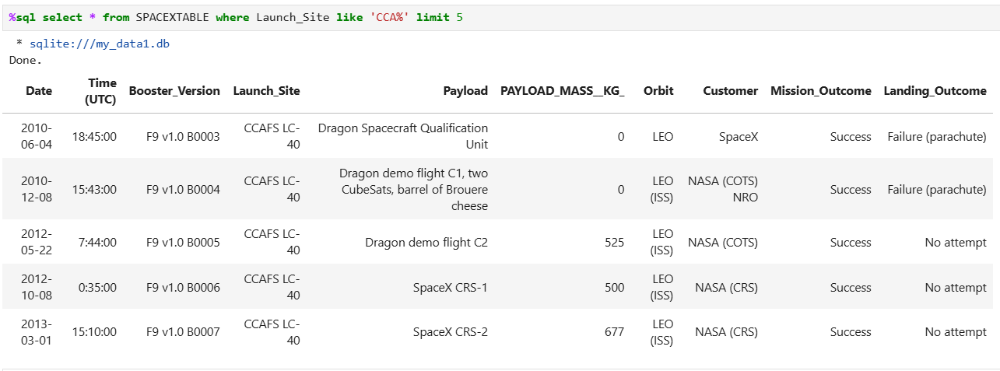 %sql select * from SPACEXTABLE where Launch_Site like 'CCA%' limit 5
* sqlite:///my_data1.db
Done.
Date Time (UTC) Booster_Version Launch_Site Payload PAYLOAD_MASS__KG_ Orbit Customer Mission_Outcome Landing_Outcome
2010-06-04 18:45:00 F9 v1.0 B0003 CCAFS LC-40 Dragon Spacecraft Qualification Unit 0 LEO SpaceX Success Failure (parachute)
2010-12-08 15:43:00 F9 v1.0 B0004 CCAFS LC-40 Dragon demo flight C1, two CubeSats, barrel of Brouere cheese 0 LEO (ISS) NASA (COTS) NRO Success Failure (parachute)
2012-05-22 7:44:00 F9 v1.0 B0005 CCAFS LC-40 Dragon demo flight C2 525 LEO (ISS) NASA (COTS) Success No attempt
2012-10-08 0:35:00 F9 v1.0 B0006 CCAFS LC-40 SpaceX CRS-1 500 LEO (ISS) NASA (CRS) Success No attempt
2013-03-01 15:10:00 F9 v1.0 B0007 CCAFS LC-40 SpaceX CRS-2 677 LEO (ISS) NASA (CRS) Success No attempt